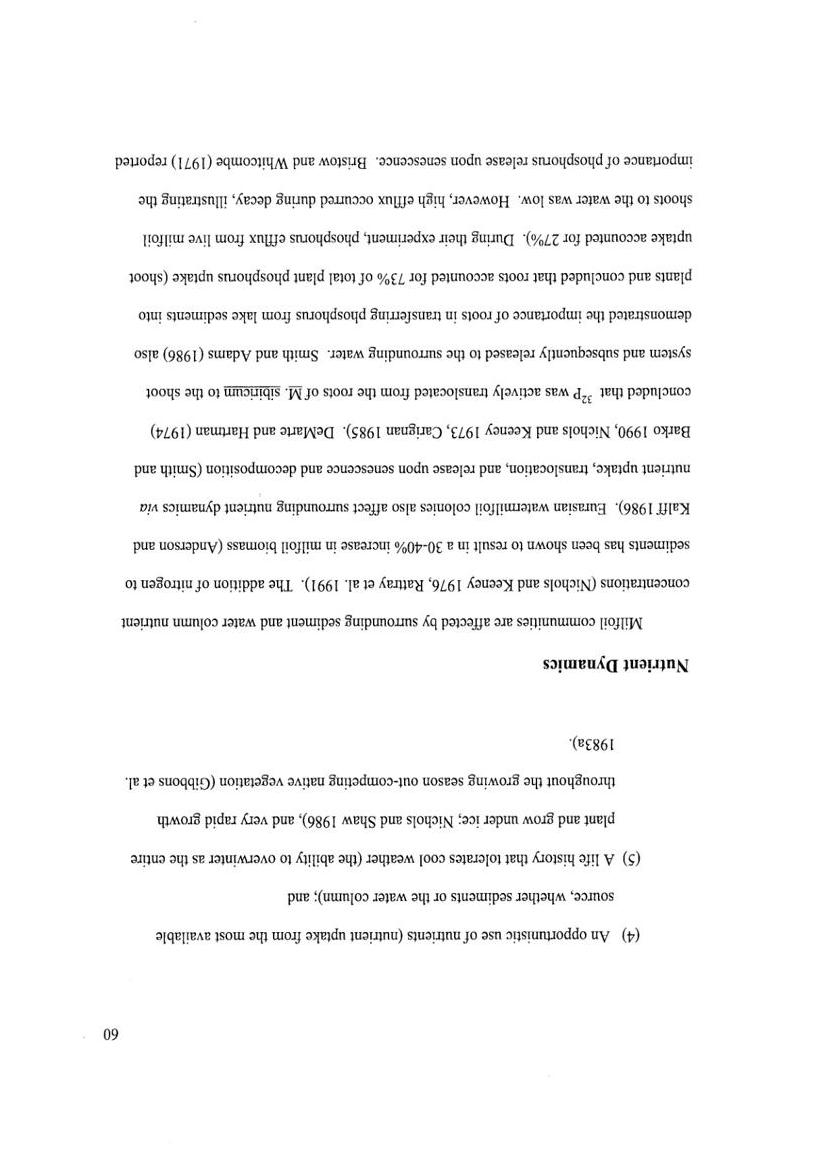 60
(4) An opportunistic use of nutrients (nutrient uptake from the most available
source, whether sediments or the water column); and
(5) A life history that tolerates cool weather (the ability to overwinter as the entire
plant and grow under ice; Nichols and Shaw 1986), and very rapid growth
throughout the growing season out-competing native vegetation (Gibbons et al.
1983a).
Nutrient Dynamics
Milfoil communities are affected by surrounding sediment and water column nutrient
concentrations (Nichols and Keeney 1976, Rattray et al. 1991). The addition of nitrogen to
sediments has been shown to result in a 30-40% increase in milfoil biomass (Anderson and
Kalff 1986). Eurasian watermilfoil colonies also affect surrounding nutrient dynamics via
nutrient uptake, translocation, and release upon senescence and decomposition (Smith and
Barko 1990, Nichols and Keeney 1973, Carignan 1985). DeMarte and Hartman (1974)
concluded that ³²P was actively translocated from the roots of M. sibiricum to the shoot
system and subsequently released to the surrounding water. Smith and Adams (1986) also
demonstrated the importance of roots in transferring phosphorus from lake sediments into
plants and concluded that roots accounted for 73% of total plant phosphorus uptake (shoot
uptake accounted for 27%). During their experiment, phosphorus efflux from live milfoil
shoots to the water was low. However, high efflux occurred during decay, illustrating the
importance of phosphorus release upon senescence. Bristow and Whitcombe (1971) reported